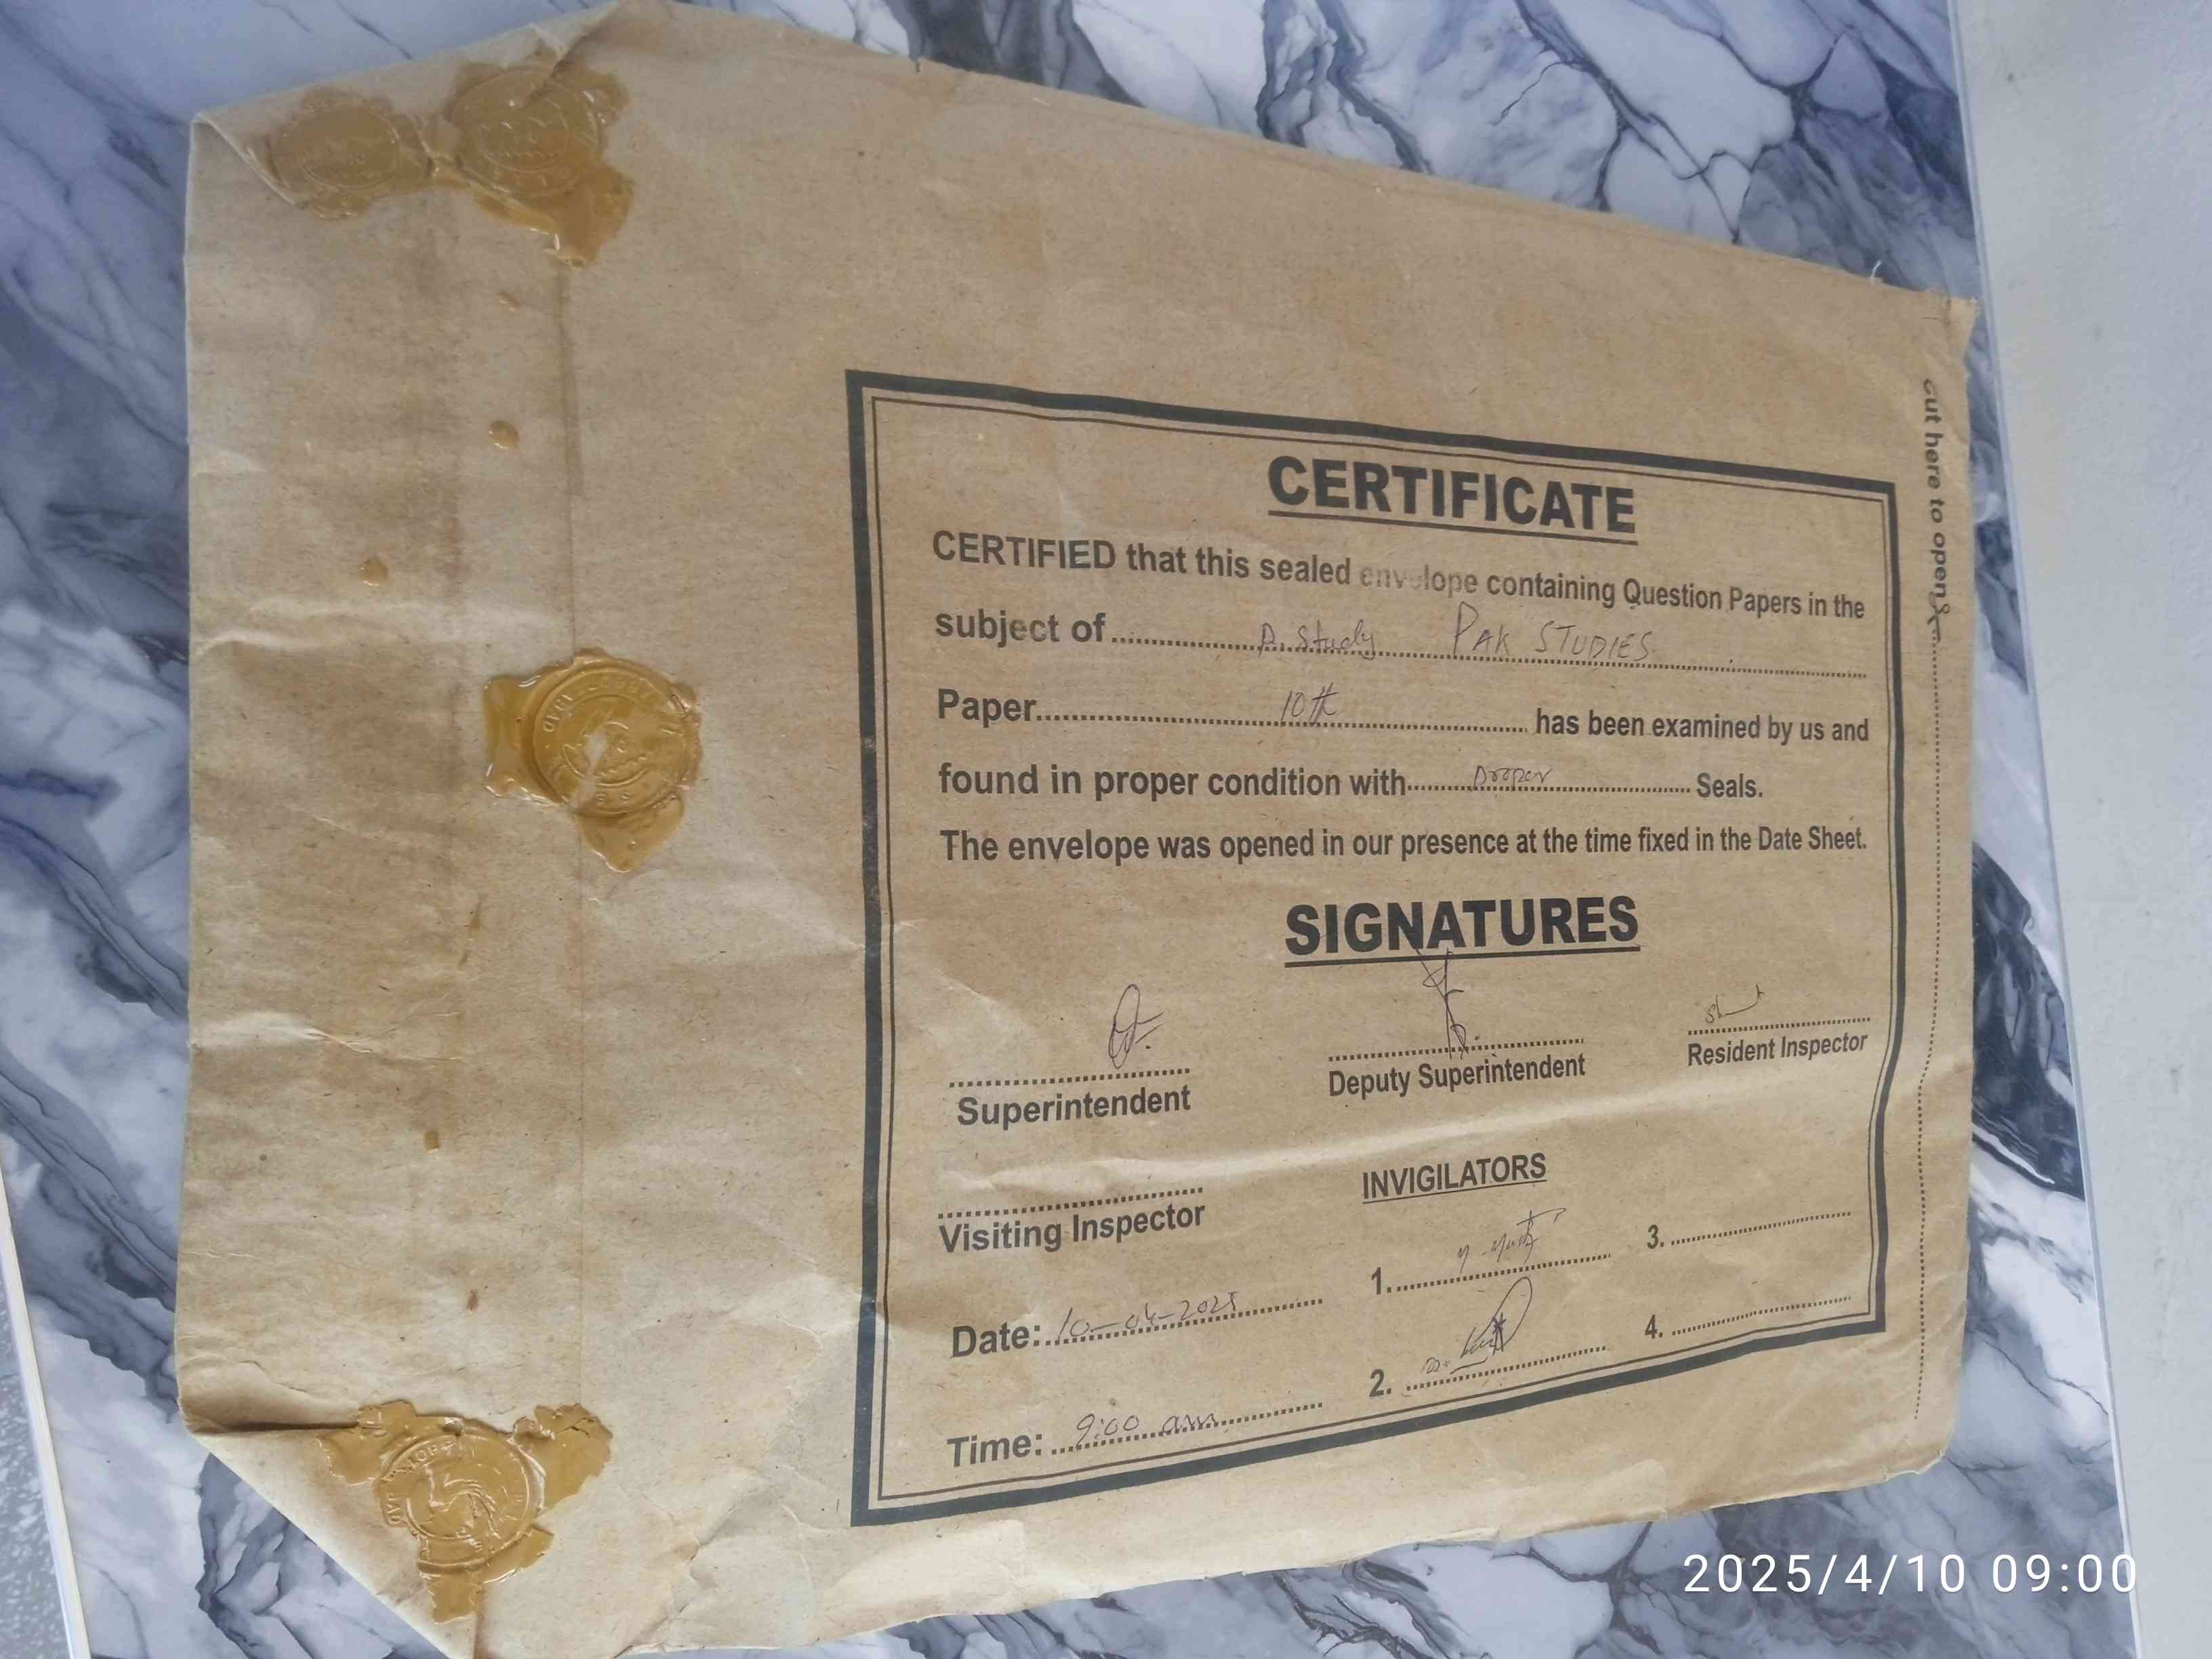 CERTIFICATE
CERTIFIED that this sealed envelope containing Question Papers in the
subject of P. Study PAK STUDIES
Paper 10th has been examined by us and
found in proper condition with proper Seals.
The envelope was opened in our presence at the time fixed in the Date Sheet.
SIGNATURES
Superintendent
Deputy Superintendent
Resident Inspector
Visiting Inspector
INVIGILATORS
1.
2.
3.
4.
Date: 10-04-2025
Time: 9:00 am
cut here to open
2025/4/10 09:00